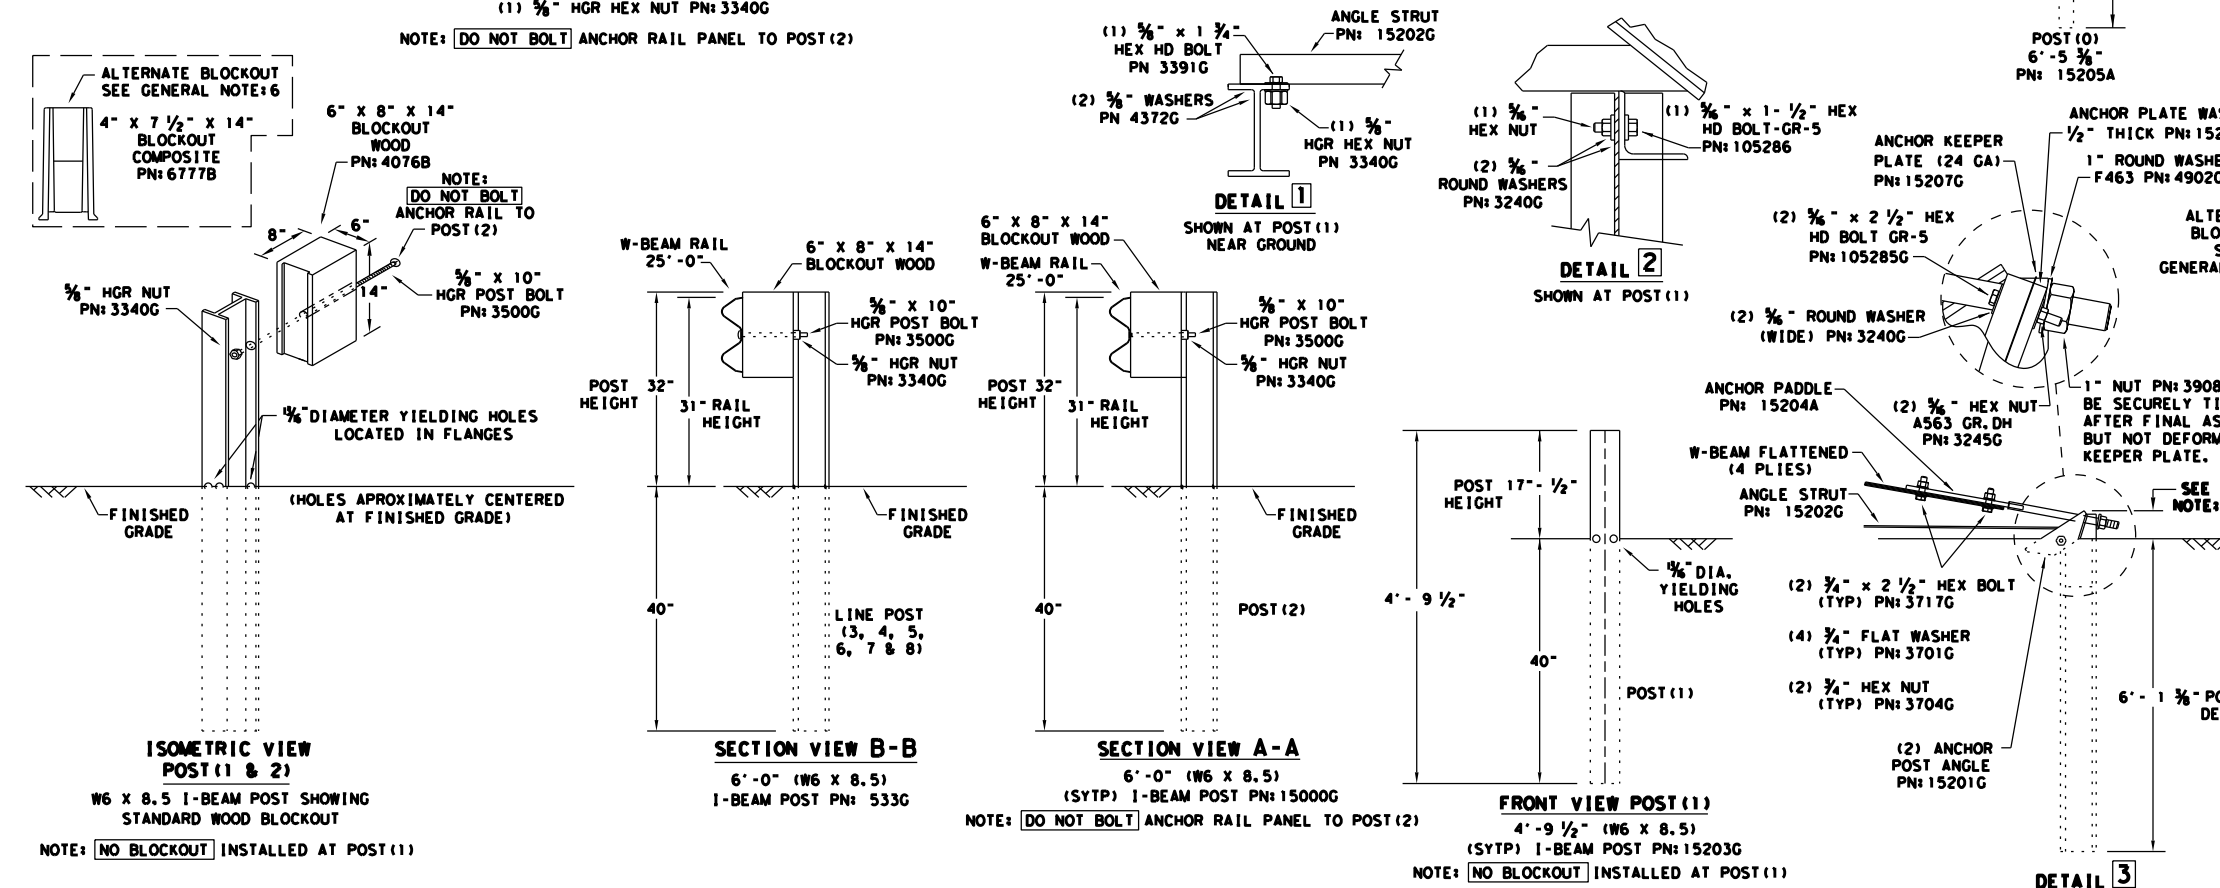 (1) ⅝" HGR HEX NUT PN:3340G
NOTE: DO NOT BOLT ANCHOR RAIL PANEL TO POST(2)
ALTERNATE BLOCKOUT
SEE GENERAL NOTE:6
4" X 7 ½" X 14"
BLOCKOUT
COMPOSITE
PN:6777B
6" X 8" X 14"
BLOCKOUT
WOOD
PN:4076B
NOTE:
DO NOT BOLT
ANCHOR RAIL TO
POST(2)
8"
6"
14"
⅝" X 10"
HGR POST BOLT
PN:3500G
⅝" HGR NUT
PN:3340G
DIAMETER YIELDING HOLES
LOCATED IN FLANGES
(HOLES APROXIMATELY CENTERED
AT FINISHED GRADE)
FINISHED
GRADE
ISOMETRIC VIEW
POST(1 & 2)
W6 X 8.5 I-BEAM POST SHOWING
STANDARD WOOD BLOCKOUT
NOTE: NO BLOCKOUT INSTALLED AT POST(1)
W-BEAM RAIL
25'-0"
6" X 8" X 14"
BLOCKOUT WOOD
⅝" X 10"
HGR POST BOLT
PN:3500G
⅝" HGR NUT
PN:3340G
POST 32"
HEIGHT
31" RAIL
HEIGHT
FINISHED
GRADE
40"
LINE POST
(3, 4, 5,
6, 7 & 8)
SECTION VIEW B-B
6'-0" (W6 X 8.5)
I-BEAM POST PN: 533G
6" X 8" X 14"
BLOCKOUT WOOD
W-BEAM RAIL
25'-0"
⅝" X 10"
HGR POST BOLT
PN:3500G
⅝" HGR NUT
PN:3340G
POST 32"
HEIGHT
31" RAIL
HEIGHT
FINISHED
GRADE
40"
POST(2)
SECTION VIEW A-A
6'-0" (W6 X 8.5)
(SYTP) I-BEAM POST PN:15000G
NOTE: DO NOT BOLT ANCHOR RAIL PANEL TO POST(2)
(1) ⅝" x 1 ¾"
HEX HD BOLT
PN 3391G
ANGLE STRUT
PN: 15202G
(2) ⅝" WASHERS
PN 4372G
(1) ⅝"
HGR HEX NUT
PN 3340G
DETAIL 1
SHOWN AT POST(1)
NEAR GROUND
(1) 5/16"
HEX NUT
(1) 5/16" x 1-½" HEX
HD BOLT-GR-5
PN:105286
(2) 5/16"
ROUND WASHERS
PN:3240G
DETAIL 2
SHOWN AT POST(1)
POST 17"-½"
HEIGHT
4'-9 ½"
40"
DIA.
YIELDING
HOLES
POST(1)
FRONT VIEW POST(1)
4'-9 ½" (W6 X 8.5)
(SYTP) I-BEAM POST PN:15203G
NOTE: NO BLOCKOUT INSTALLED AT POST(1)
POST(0)
6'-5 ⅝"
PN: 15205A
ANCHOR PLATE
½" THICK
ANCHOR KEEPER
PLATE (24 GA)
PN:15207G
1" ROUND
F463
(2) 5/16" x 2 ½" HEX
HD BOLT GR-5
PN:105285G
(2) 5/16" ROUND WASHER
(WIDE) PN:3240G
ANCHOR PADDLE
PN: 15204A
(2) 5/16" HEX NUT
A563 GR.DH
PN:3245G
1" NUT
BE SECURELY
AFTER FINAL
BUT NOT
KEEPER PLATE.
W-BEAM FLATTENED
(4 PLIES)
ANGLE STRUT
PN: 15202G
SEE
NOTE:
(2) ¾" x 2 ½" HEX BOLT
(TYP) PN:3717G
(4) ¾" FLAT WASHER
(TYP) PN:3701G
(2) ¾" HEX NUT
(TYP) PN:3704G
(2) ANCHOR
POST ANGLE
PN:15201G
DETAIL 3